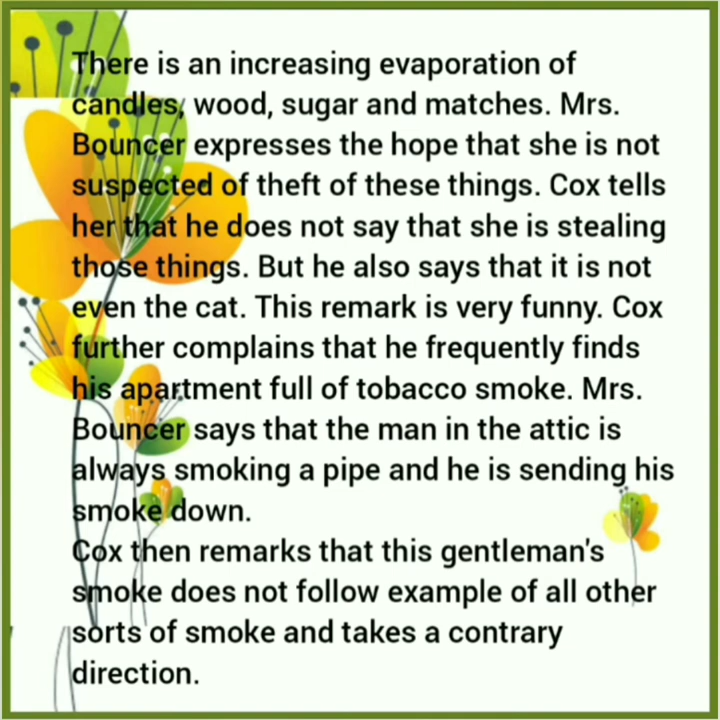 There is an increasing evaporation of
candles, wood, sugar and matches. Mrs.
Bouncer expresses the hope that she is not
suspected of theft of these things. Cox tells
her that he does not say that she is stealing
those things. But he also says that it is not
even the cat. This remark is very funny. Cox
further complains that he frequently finds
his apartment full of tobacco smoke. Mrs.
Bouncer says that the man in the attic is
always smoking a pipe and he is sending his
smoke down.
Cox then remarks that this gentleman's
smoke does not follow example of all other
sorts of smoke and takes a contrary
direction.